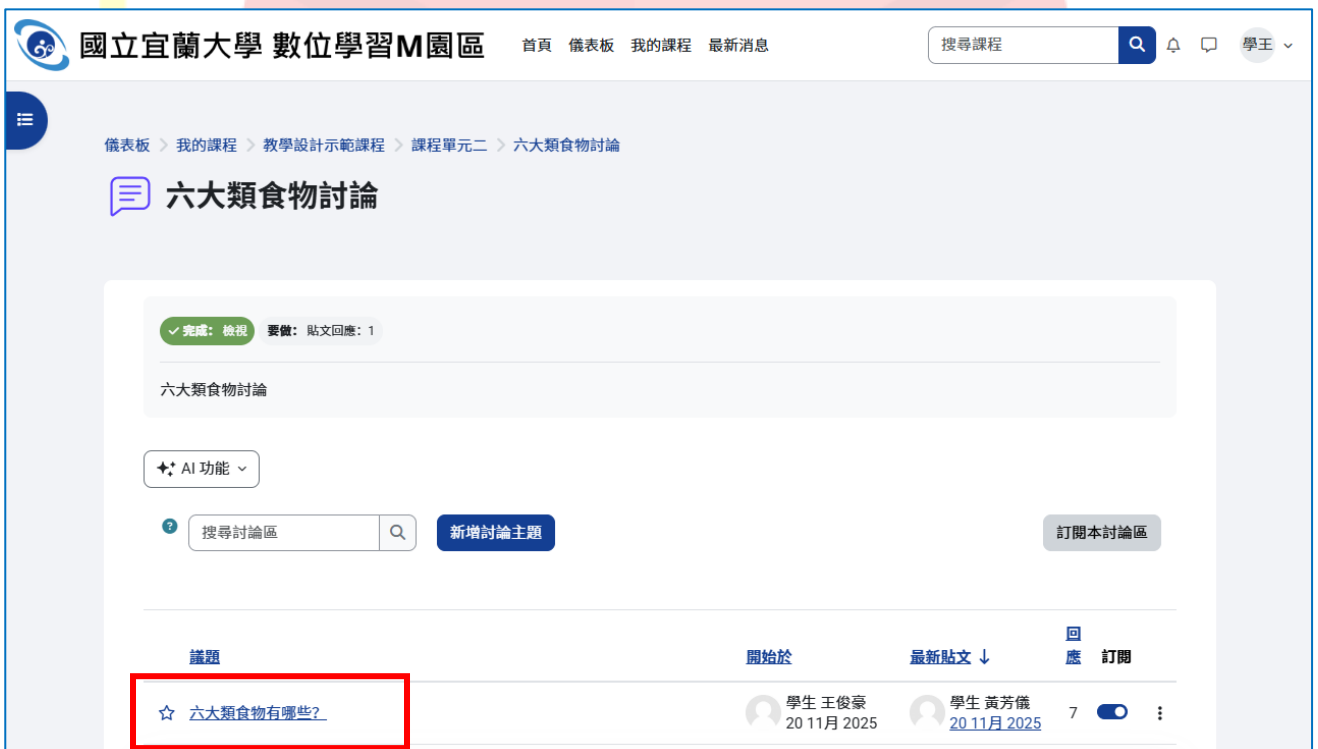 國立宜蘭大學 數位學習M園區 首頁 儀表板 我的課程 最新消息 搜尋課程 學王
儀表板 > 我的課程 > 教學設計示範課程 > 課程單元二 > 六大類食物討論
六大類食物討論
完成: 檢視 要做: 貼文回應: 1
六大類食物討論
AI 功能
? 搜尋討論區 新增討論主題 訂閱本討論區
議題 開始於 最新貼文 ↓ 回應 訂閱
六大類食物有哪些? 學生 王俊豪 學生 黃芳儀 7
20 11月 2025 20 11月 2025